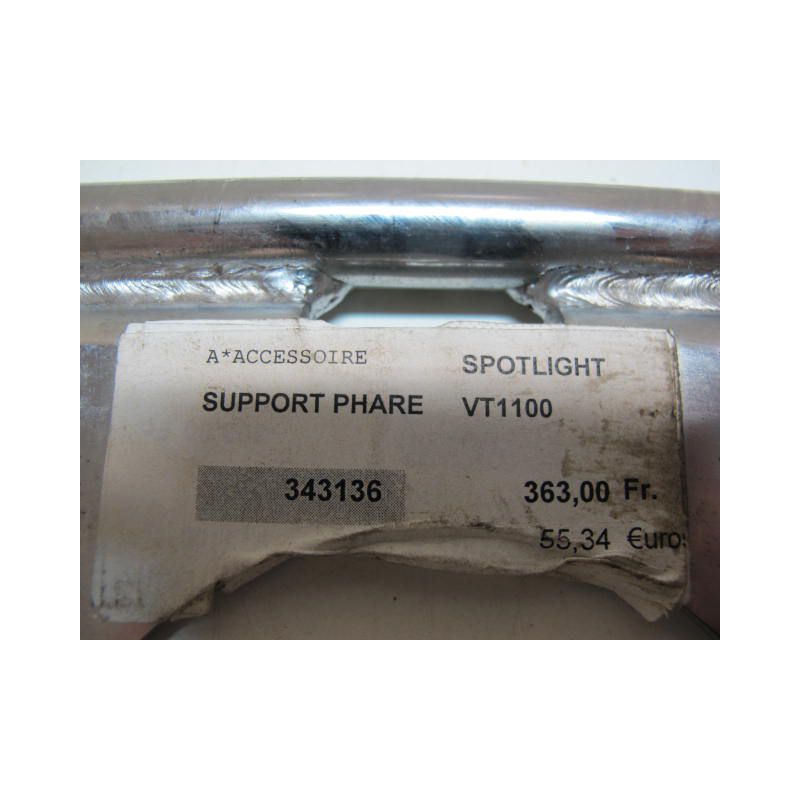 A*ACCESSOIRE SPOTLIGHT
SUPPORT PHARE VT1100
343136 363,00 Fr.
55,34 €uros